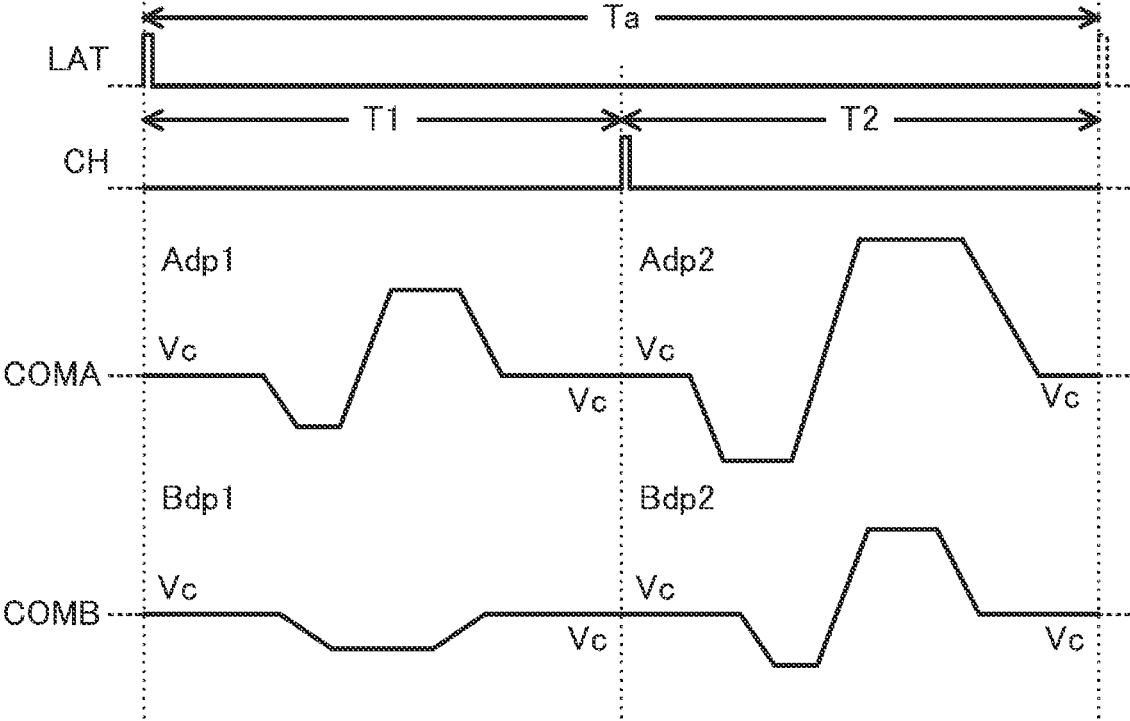 Ta
LAT
T1 T2
CH
Adp1 Adp2
Vc Vc
COMA
Vc Vc
Bdp1 Bdp2
Vc Vc
COMB
Vc Vc